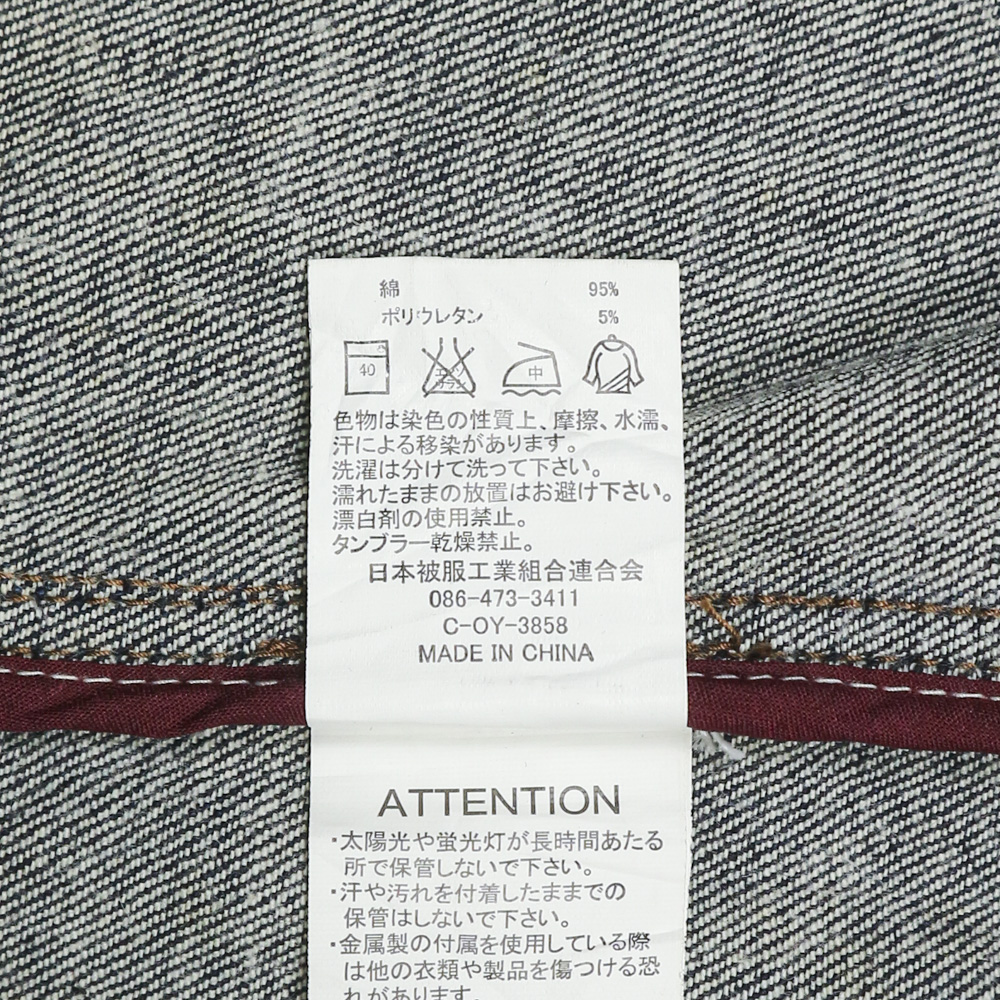 綿 95%
ポリウレタン 5%
40 エンソ サラシ 中
色物は染色の性質上、摩擦、水濡、
汗による移染があります。
洗濯は分けて洗って下さい。
濡れたままの放置はお避け下さい。
漂白剤の使用禁止。
タンブラー乾燥禁止。
日本被服工業組合連合会
086-473-3411
C-OY-3858
MADE IN CHINA
ATTENTION
・太陽光や蛍光灯が長時間あたる
所で保管しないで下さい。
・汗や汚れを付着したままでの
保管はしないで下さい。
・金属製の付属を使用している際
は他の衣類や製品を傷つける恐
れがあります。